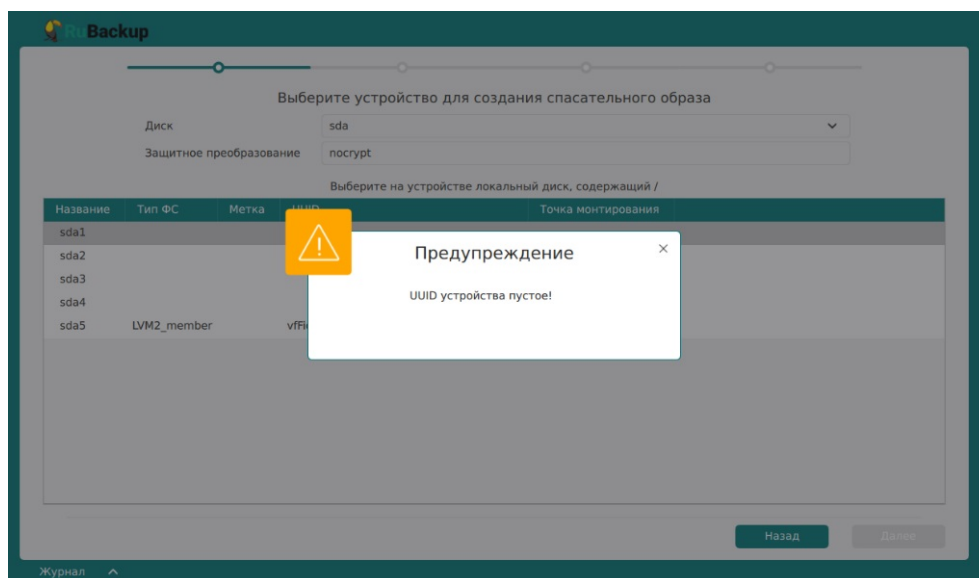 RuBackup
Выберите устройство для создания спасательного образа
Диск sda
Защитное преобразование nocrypt
Выберите на устройстве локальный диск, содержащий /
Название Тип ФС Метка UUID Точка монтирования
sda1
Предупреждение ×
sda2
sda3
UUID устройства пустое!
sda4
sda5 LVM2_member
Назад Далее
Журнал